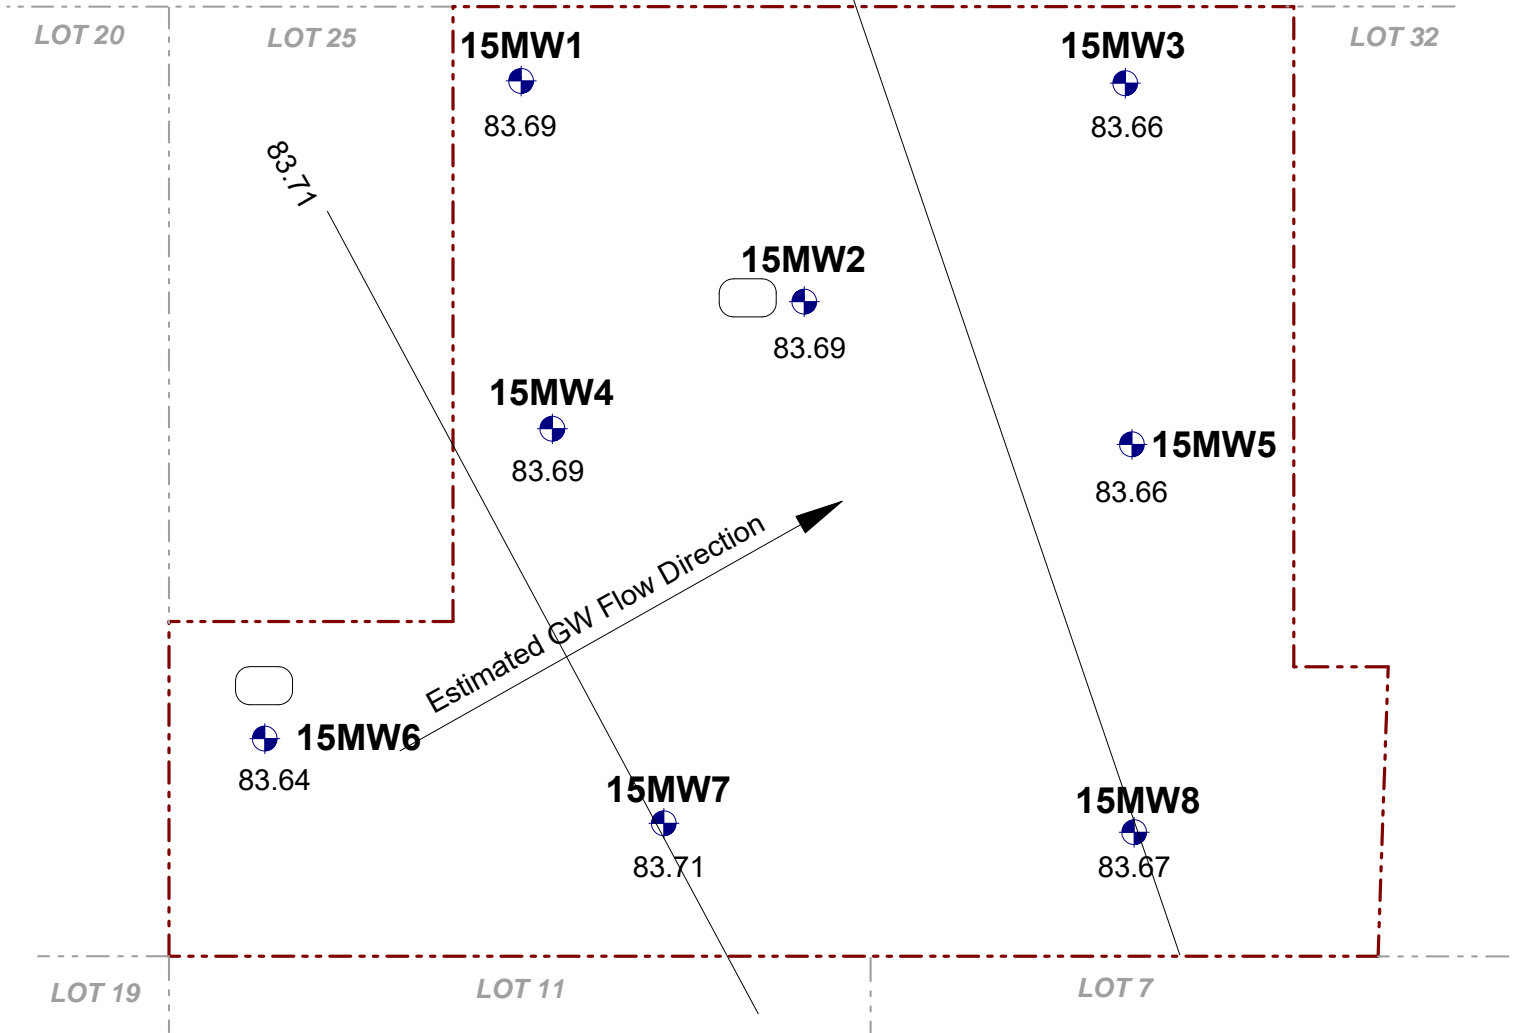 LOT 20
LOT 25
LOT 32
15MW1
83.69
15MW3
83.66
83.71
15MW2
83.69
15MW4
83.69
15MW5
83.66
Estimated GW Flow Direction
15MW6
83.64
15MW7
83.71
15MW8
83.67
LOT 19
LOT 11
LOT 7